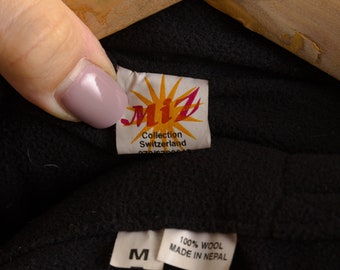 MiZ
Collection
Switzerland
M
100% WOOL
MADE IN NEPAL